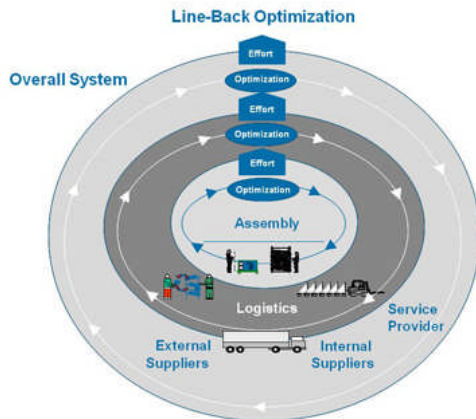 Line-Back Optimization
Effort
Overall System
Optimization
Effort
Optimization
Effort
Optimization
Assembly
Logistics
Service
Provider
External
Suppliers
Internal
Suppliers